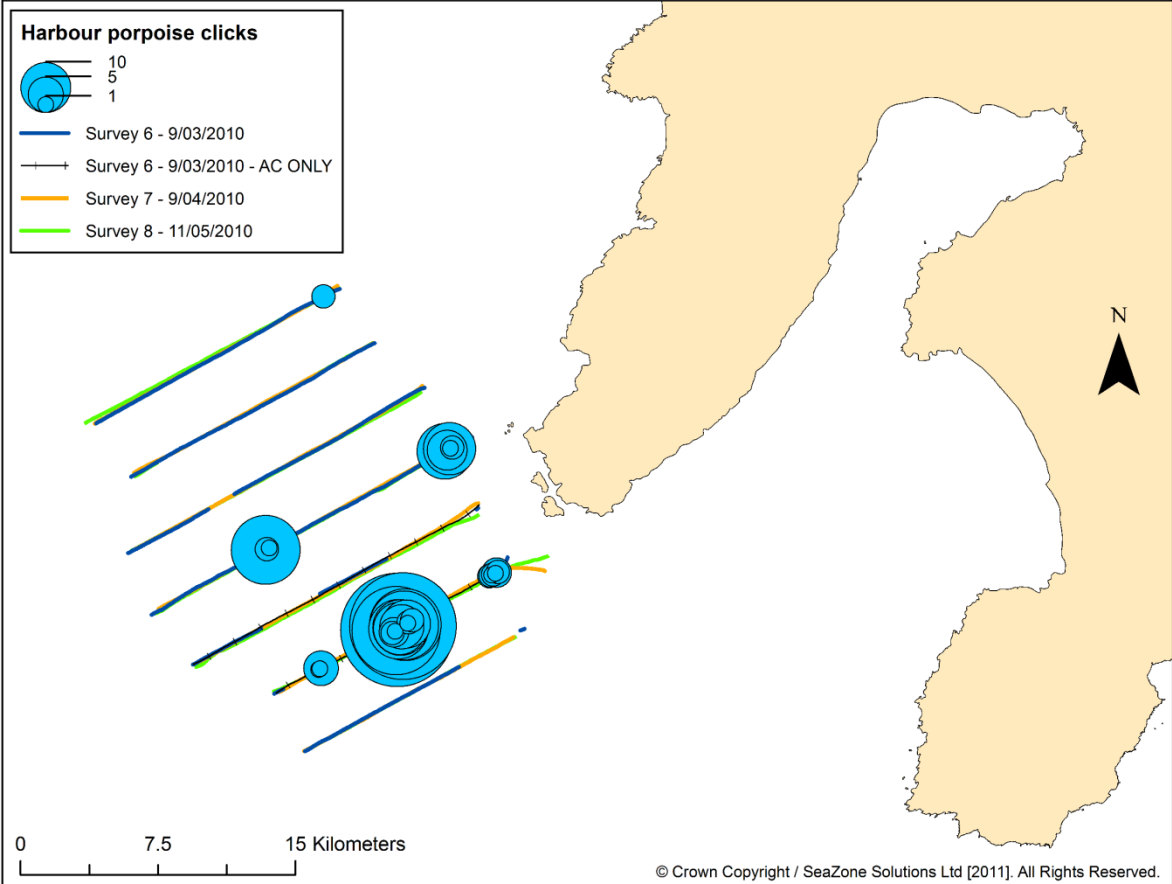 Harbour porpoise clicks
10
5
1
Survey 6 - 9/03/2010
Survey 6 - 9/03/2010 - AC ONLY
Survey 7 - 9/04/2010
Survey 8 - 11/05/2010
N
0 7.5 15 Kilometers
© Crown Copyright / SeaZone Solutions Ltd [2011]. All Rights Reserved.